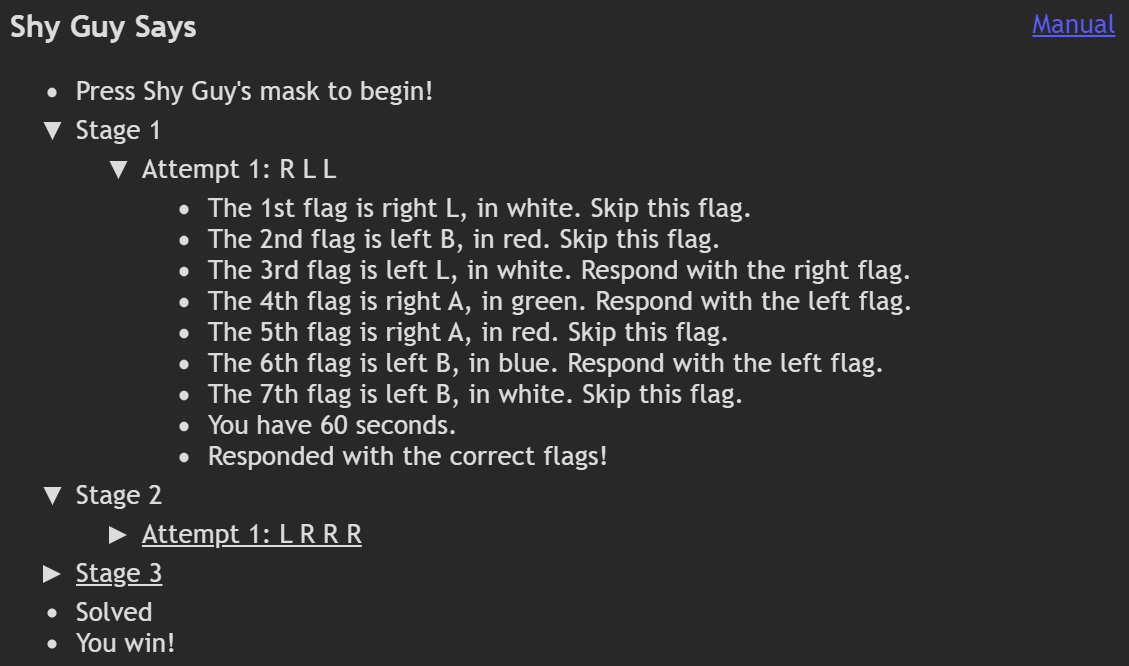 Shy Guy Says
Manual
Press Shy Guy's mask to begin!
Stage 1
Attempt 1: R L L
The 1st flag is right L, in white. Skip this flag.
The 2nd flag is left B, in red. Skip this flag.
The 3rd flag is left L, in white. Respond with the right flag.
The 4th flag is right A, in green. Respond with the left flag.
The 5th flag is right A, in red. Skip this flag.
The 6th flag is left B, in blue. Respond with the left flag.
The 7th flag is left B, in white. Skip this flag.
You have 60 seconds.
Responded with the correct flags!
Stage 2
Attempt 1: L R R R
Stage 3
Solved
You win!